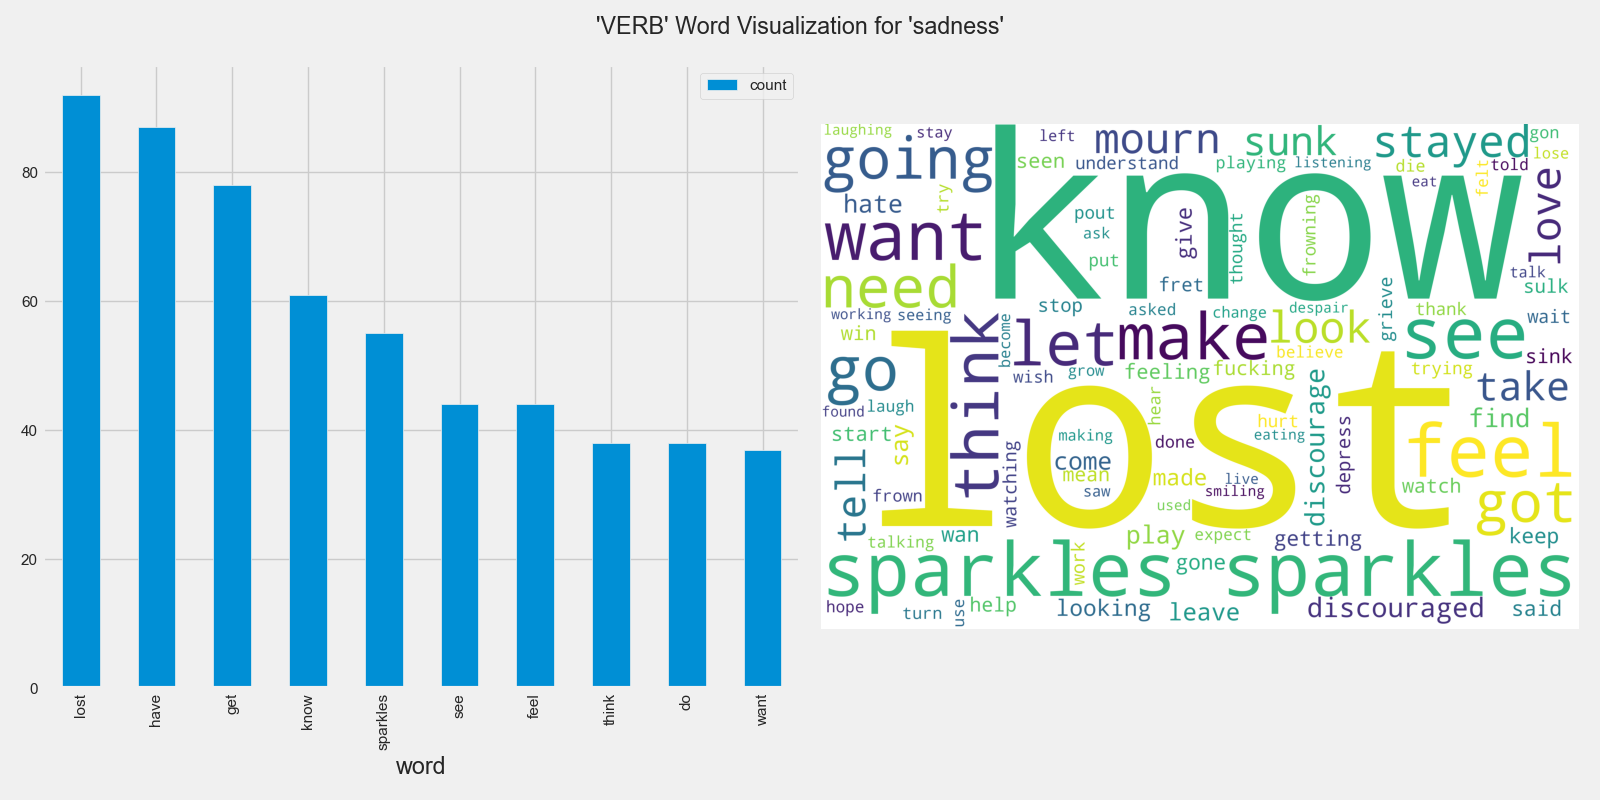 'VERB' Word Visualization for 'sadness'
count
80
60
40
20
0
lost
have
get
know
sparkles
see
feel
think
do
want
word
laughing
stay
left
mourn
sunk
stayed
gon
going
know
seen
understand
playing
listening
die
told
lose
eat
felt
love
hate
try
pout
ask
give
thought
frowning
want
put
talk
need
fret
sulk
working
seeing
stop
asked
change
despair
grieve
thank
wait
win
become
let
make
look
see
believe
sink
go
think
wish
grow
feeling
fucking
trying
take
found
laugh
hear
hurt
discourage
find
start
say
making
done
eating
depress
feel
lost
tell
watching
come
mean
made
live
watch
frown
saw
smiling
got
used
talking
wan
play
expect
getting
keep
sparkles
work
gone
sparkles
hope
turn
use
help
looking
leave
discouraged
said